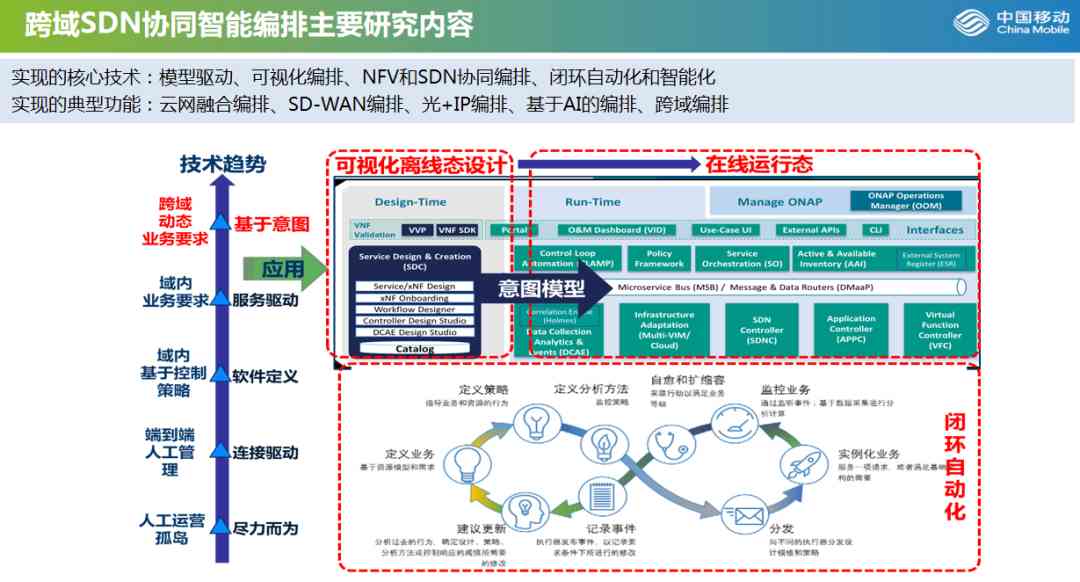 跨域SDN协同智能编排主要研究内容
中国移动
China Mobile
实现的核心技术：模型驱动、可视化编排、NFV和SDN协同编排、闭环自动化和智能化
实现的典型功能：云网融合编排、SD-WAN编排、光+IP编排、基于AI的编排、跨域编排
技术趋势
跨域
动态
业务要求
基于意图
域内
业务要求
服务驱动
域内
基于控制
策略
软件定义
端到端
人工管
理
连接驱动
人工运营
孤岛
尽力而为
应用
可视化离线态设计
在线运行态
Design-Time
Run-Time
Manage ONAP
ONAP Operations
Manager (OOM)
VNF
Validation
VVP
VNF SDK
Portal
O&M Dashboard (VID)
Use-Case UI
External APIs
CLI
Interfaces
Service Design & Creation
(SDC)
Service/xNF Design
xNF Onboarding
Workflow Designer
Controller Design Studio
DCAE Design Studio
Catalog
意图模型
Control Loop
Automation (CLAMP)
Policy
Framework
Service
Orchestration (SO)
Active & Available
Inventory (AAI)
External System
Register (ESR)
Microservice Bus (MSB) / Message & Data Routers (DMaaP)
Correlation Engine
(Holmes)
Data Collection
Analytics &
Events (DCAE)
Infrastructure
Adaptation
(Multi-VIM/
Cloud)
SDN
Controller
(SDNC)
Application
Controller
(APPC)
Virtual
Function
Controller
(VFC)
定义策略
指导业务和资源的行为
定义分析方法
监控策略
自愈和扩缩容
采取行动以满足业务
等级
监控业务
通过监听事件；基于数据采集进行分
析计算
定义业务
基于资源模型和需求
实例化业务
服务一项请求，或者满足基础
构的需要
建议更新
分析过去的行为，确定设计、策略、
分析方法或控制响应的阈值所需要
的修改
记录事件
执行器发布事件，以记录要
求条件下所进行的修改
分发
向不同的执行器分发设
计模板和策略
闭环自动化